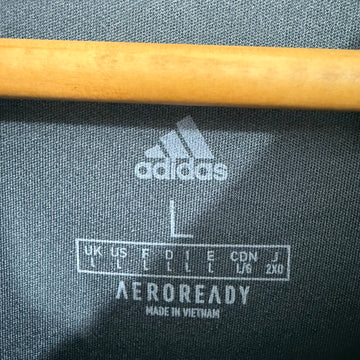 adidas
L
UK US F D I E CDN J
L L L L L L L/G 2XO
AEROREADY
MADE IN VIETNAM